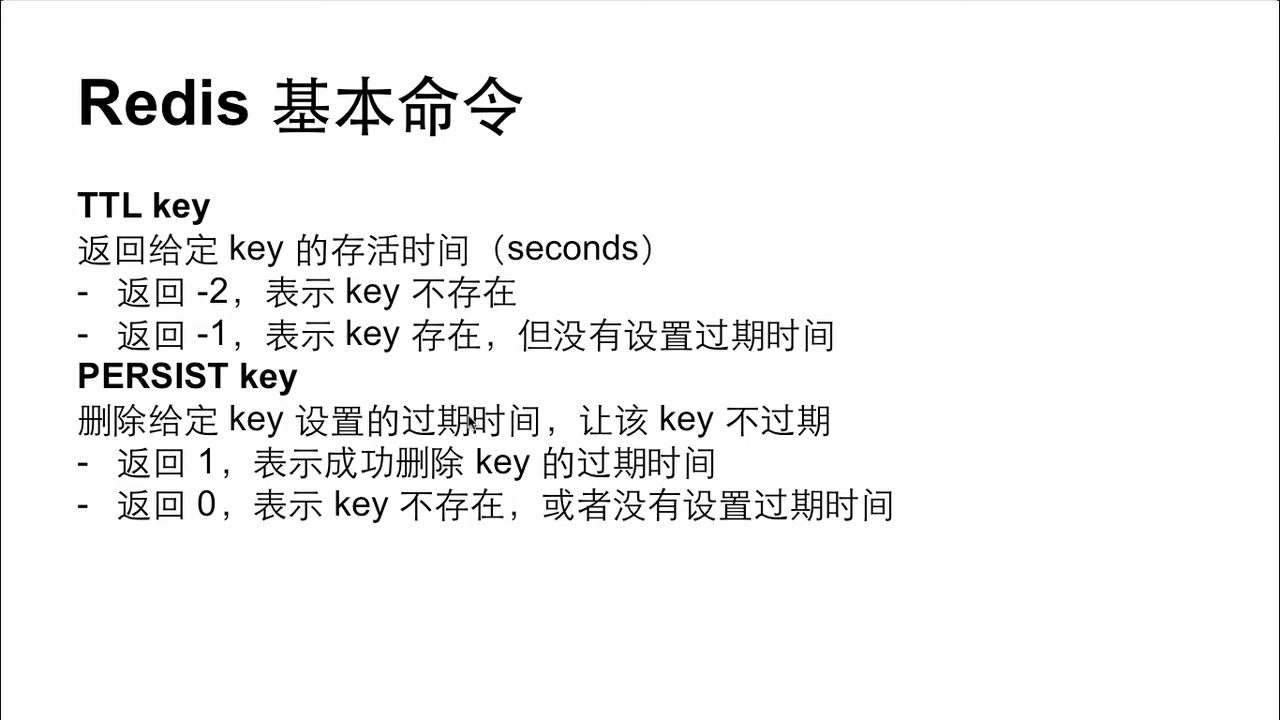 Redis 基本命令
TTL key
返回给定 key 的存活时间（seconds）
- 返回 -2，表示 key 不存在
- 返回 -1，表示 key 存在，但没有设置过期时间
PERSIST key
删除给定 key 设置的过期时间，让该 key 不过期
- 返回 1，表示成功删除 key 的过期时间
- 返回 0，表示 key 不存在，或者没有设置过期时间